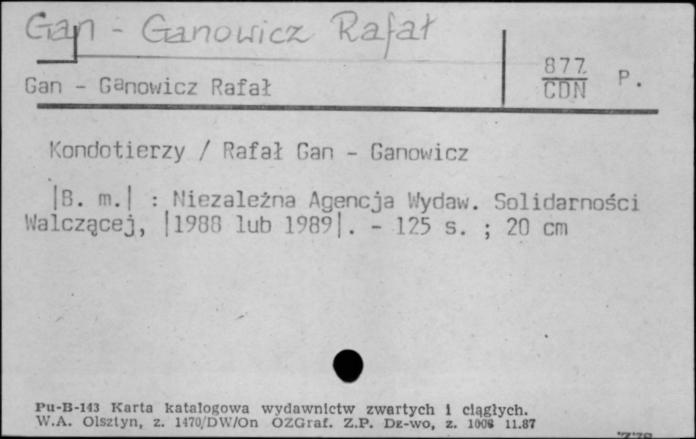 Gan - Ganowicz Rafał
Gan - Ganowicz Rafał
877
CDN P.
Kondotierzy / Rafał Gan - Ganowicz
|B. m.| : Niezależna Agencja Wydaw. Solidarności
Walczącej, |1988 lub 1989|. - 125 s. ; 20 cm
Pu-B-143 Karta katalogowa wydawnictw zwartych i ciągłych.
W.A. Olsztyn, z. 1470/DW/On OZGraf. Z.P. Dz-wo, z. 1008 11.87